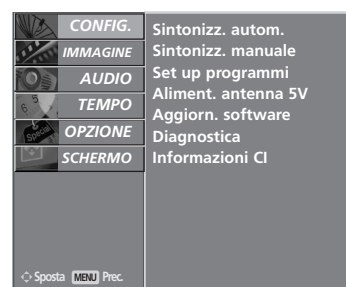 CONFIG.
IMMAGINE
AUDIO
TEMPO
Special
OPZIONE
SCHERMO
Sintonizz. autom.
Sintonizz. manuale
Set up programmi
Aliment. antenna 5V
Aggiorn. software
Diagnostica
Informazioni CI
Sposta MENU Prec.